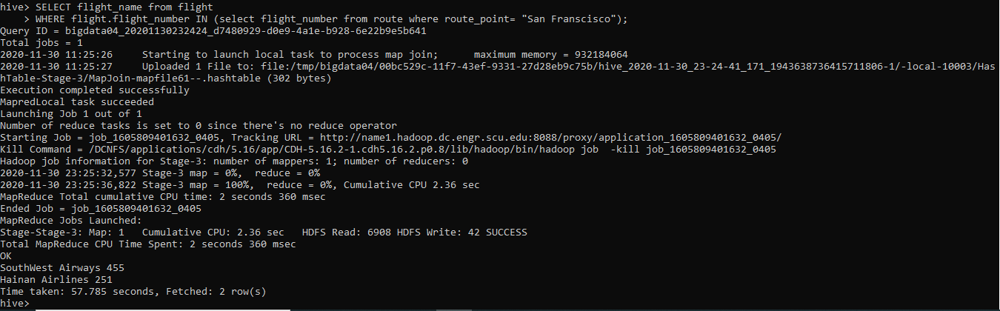 hive> SELECT flight_name from flight
    > WHERE flight.flight_number IN (select flight_number from route where route_point= "San Franscisco");
Query ID = bigdata04_20201130232424_d7480929-d0e9-4a1e-b928-6e22b9e5b641
Total jobs = 1
2020-11-30 11:25:26     Starting to launch local task to process map join;      maximum memory = 932184064
2020-11-30 11:25:27     Uploaded 1 File to: file:/tmp/bigdata04/00bc529c-11f7-43ef-9331-27d28eb9c75b/hive_2020-11-30_23-24-41_171_1943638736415711806-1/-local-10003/Has
hTable-Stage-3/MapJoin-mapfile61--.hashtable (302 bytes)
Execution completed successfully
MapredLocal task succeeded
Launching Job 1 out of 1
Number of reduce tasks is set to 0 since there's no reduce operator
Starting Job = job_1605809401632_0405, Tracking URL = http://name1.hadoop.dc.engr.scu.edu:8088/proxy/application_1605809401632_0405/
Kill Command = /DCNFS/applications/cdh/5.16/app/CDH-5.16.2-1.cdh5.16.2.p0.8/lib/hadoop/bin/hadoop job  -kill job_1605809401632_0405
Hadoop job information for Stage-3: number of mappers: 1; number of reducers: 0
2020-11-30 23:25:32,577 Stage-3 map = 0%,  reduce = 0%
2020-11-30 23:25:36,822 Stage-3 map = 100%,  reduce = 0%, Cumulative CPU 2.36 sec
MapReduce Total cumulative CPU time: 2 seconds 360 msec
Ended Job = job_1605809401632_0405
MapReduce Jobs Launched:
Stage-Stage-3: Map: 1   Cumulative CPU: 2.36 sec   HDFS Read: 6908 HDFS Write: 42 SUCCESS
Total MapReduce CPU Time Spent: 2 seconds 360 msec
OK
SouthWest Airways 455
Hainan Airlines 251
Time taken: 57.785 seconds, Fetched: 2 row(s)
hive>